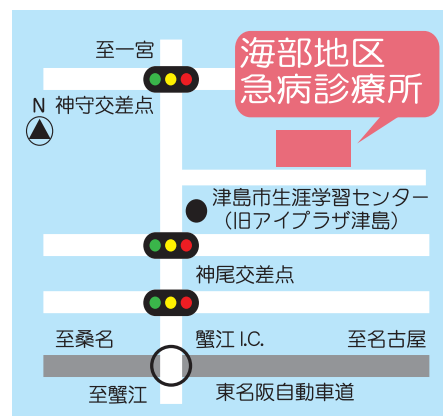 至一宮
海部地区
急病診療所
N
神守交差点
津島市生涯学習センター
（旧アイプラザ津島）
神尾交差点
至桑名
蟹江 I.C.
至名古屋
至蟹江
東名阪自動車道